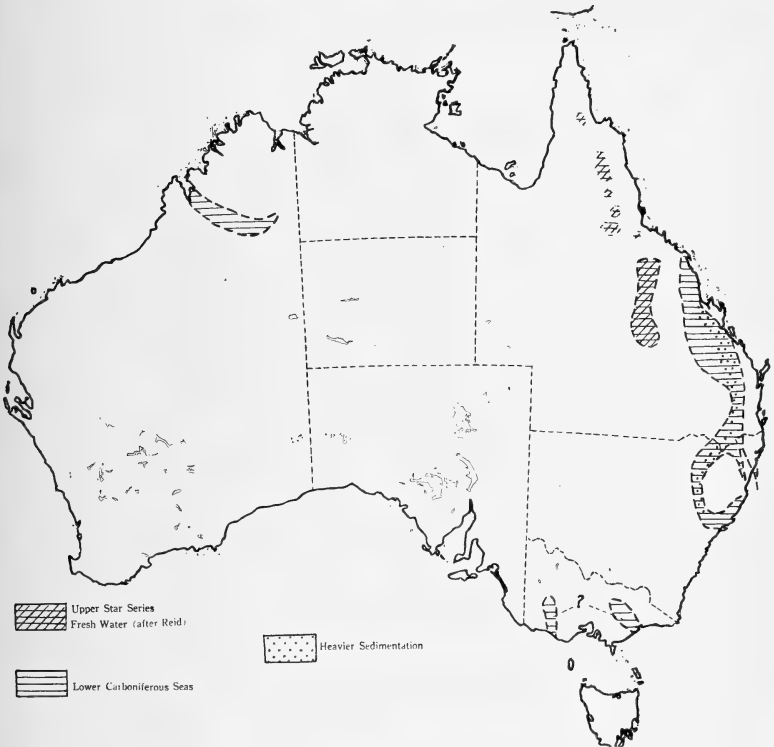 ?
Upper Star Series
Fresh Water (after Reid)
Heavier Sedimentation
Lower Carboniferous Seas